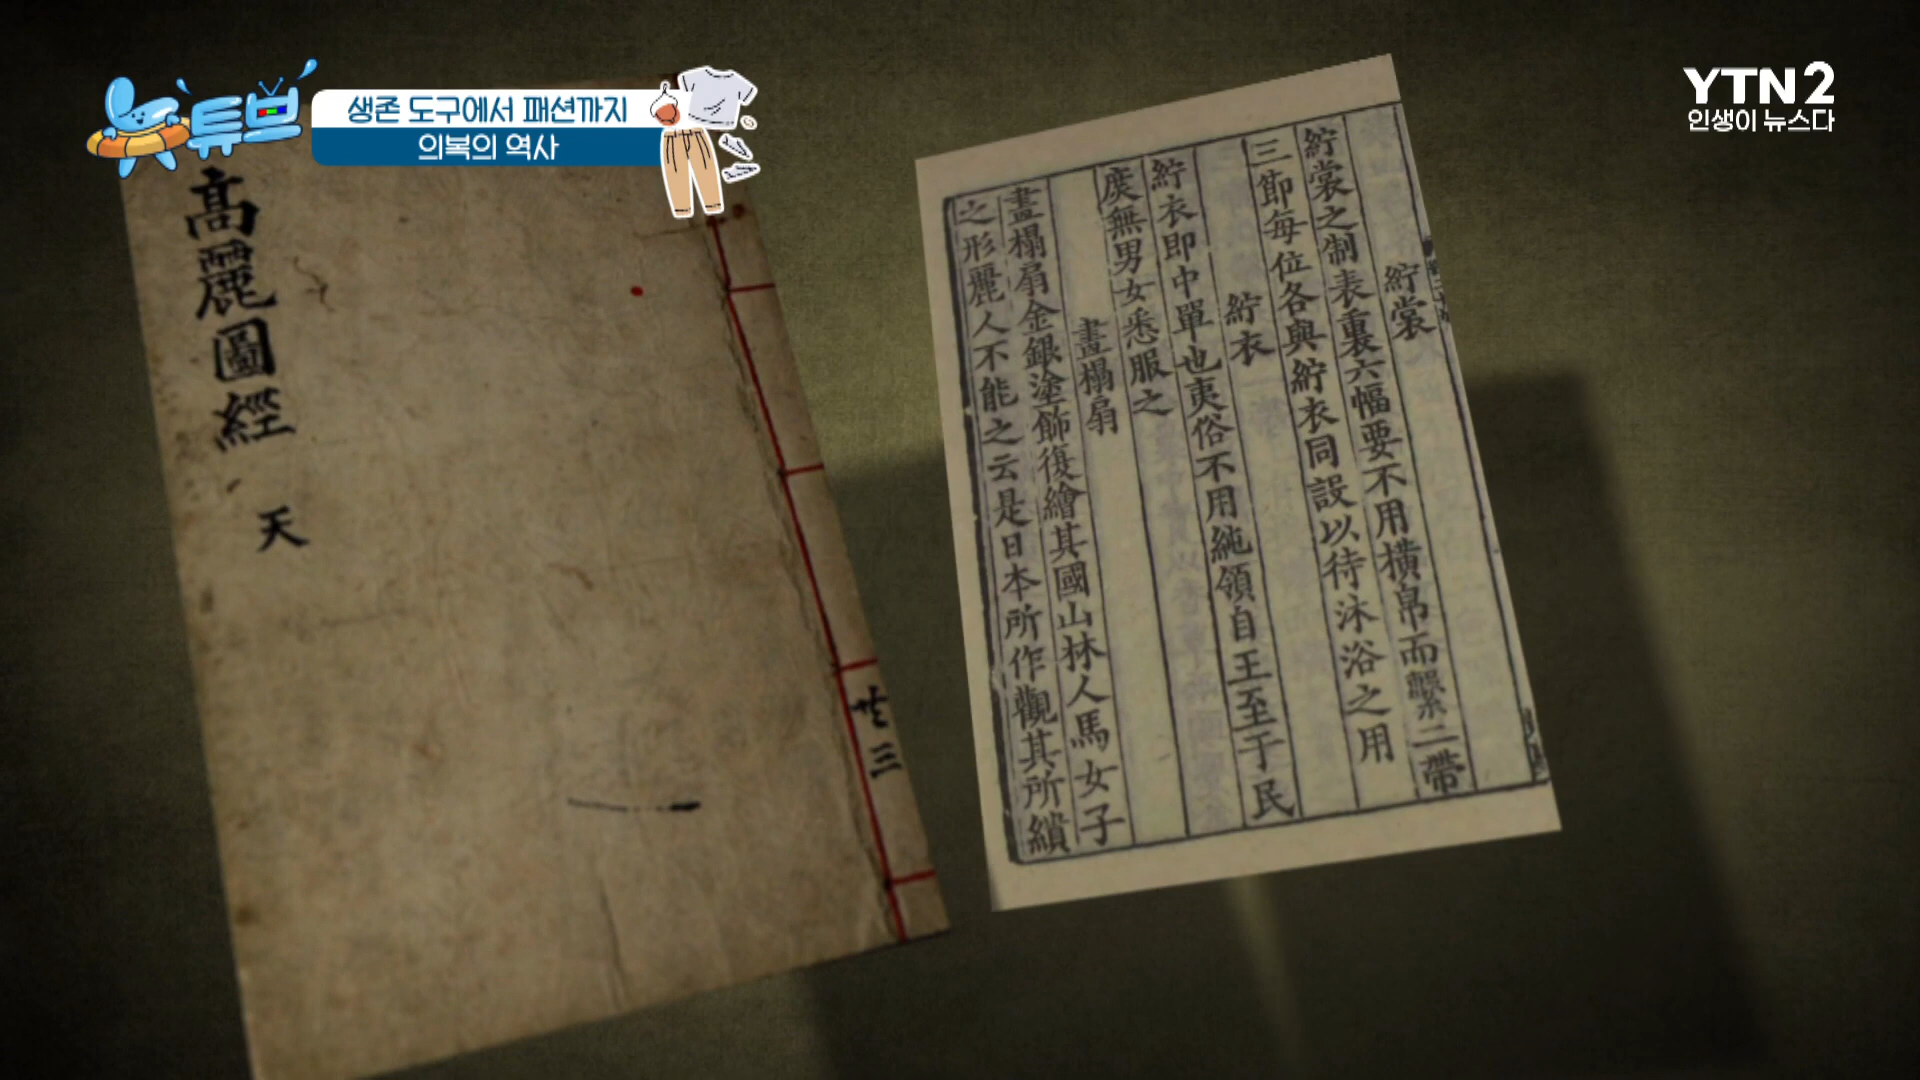 튜브
생존 도구에서 패션까지
의복의 역사
YTN2
인생이 뉴스다
高麗圖經
天
廿三
紵裳
紵裳之制表裏六幅要不用橫帛而繫二帶
三節每位各與紵衣同設以待沐浴之用
紵衣
紵衣即中單也夷俗不用純領自王至于民
庶無男女悉服之
畫榻扇
畫榻扇金銀塗飾復繪其國山林人馬女子
之形麗人不能之云是日本所作觀其所繢